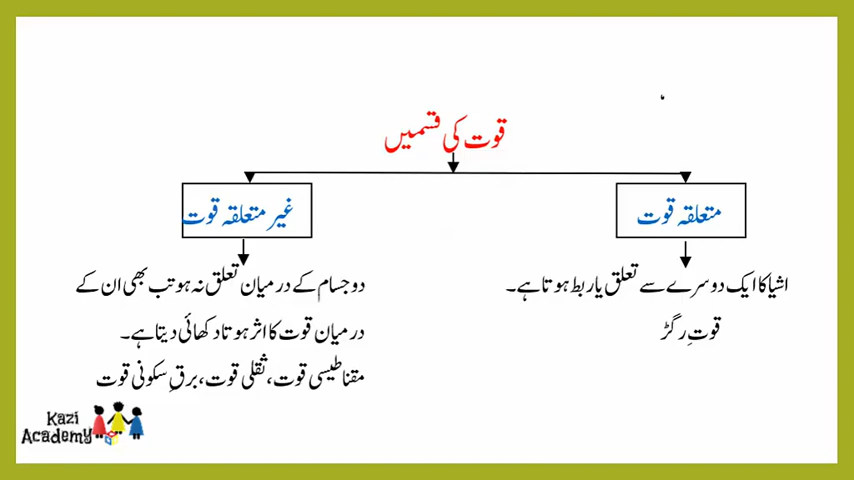 قوت کی قسمیں
متعلقہ قوت
غیر متعلقہ قوت
اشیا کا ایک دوسرے سے تعلق یا ربط ہوتا ہے۔
قوتِ رگڑ
دو جسام کے درمیان تعلق نہ ہو تب بھی ان کے
درمیان قوت کا اثر ہوتا دکھائی دیتا ہے۔
مقناطیسی قوت، ثقلی قوت، برقِ سکونی قوت
Kazi
Academy